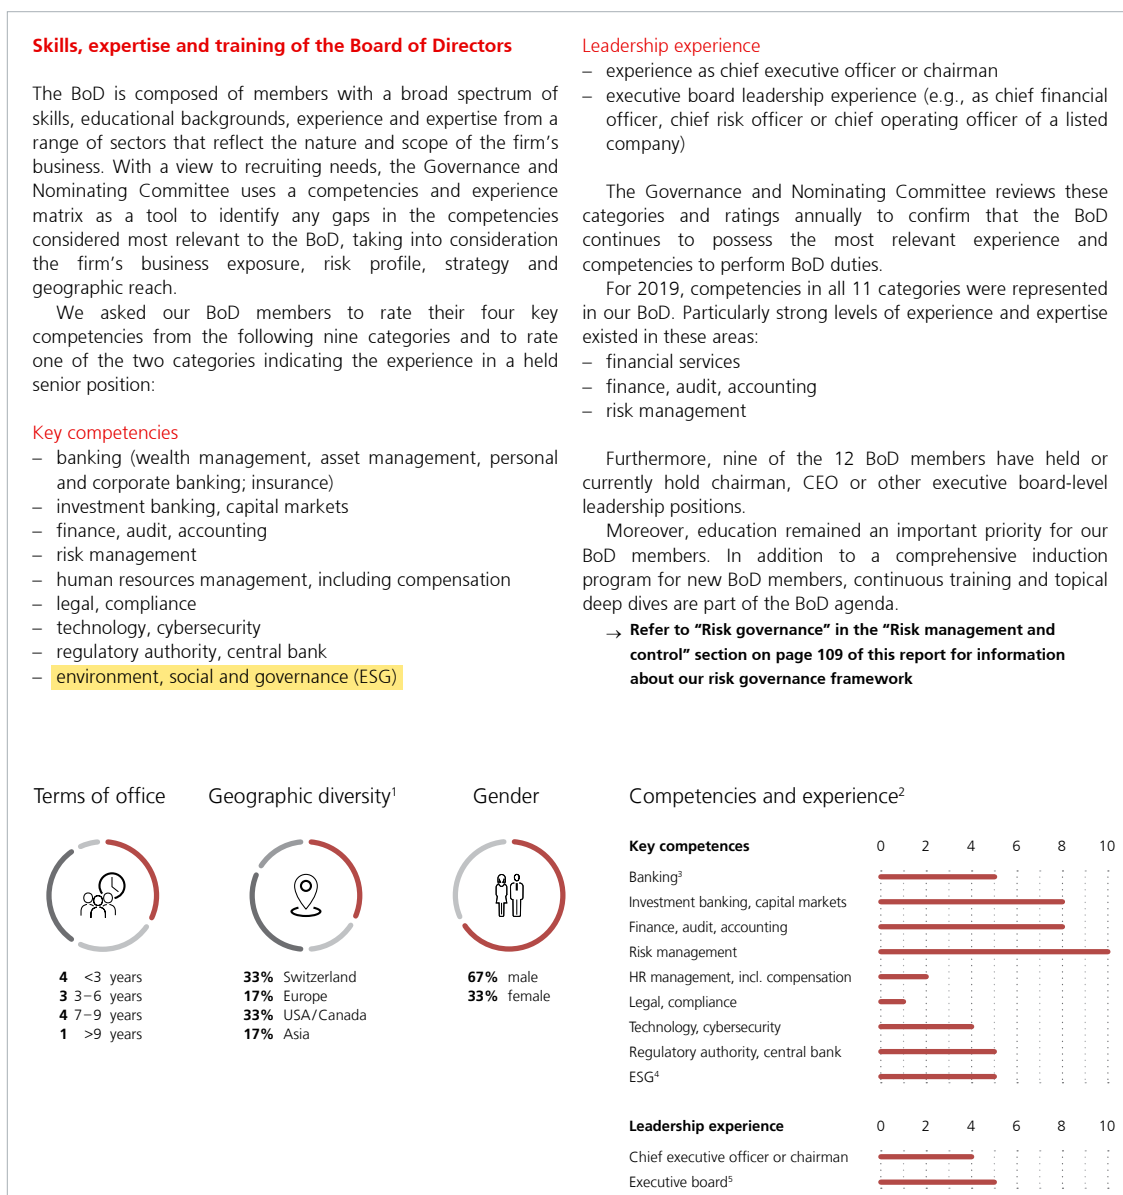 Skills, expertise and training of the Board of Directors
The BoD is composed of members with a broad spectrum of
skills, educational backgrounds, experience and expertise from a
range of sectors that reflect the nature and scope of the firm's
business. With a view to recruiting needs, the Governance and
Nominating Committee uses a competencies and experience
matrix as a tool to identify any gaps in the competencies
considered most relevant to the BoD, taking into consideration
the firm's business exposure, risk profile, strategy and
geographic reach.
We asked our BoD members to rate their four key
competencies from the following nine categories and to rate
one of the two categories indicating the experience in a held
senior position:
Key competencies
– banking (wealth management, asset management, personal
and corporate banking; insurance)
– investment banking, capital markets
– finance, audit, accounting
– risk management
– human resources management, including compensation
– legal, compliance
– technology, cybersecurity
– regulatory authority, central bank
– environment, social and governance (ESG)
Leadership experience
– experience as chief executive officer or chairman
– executive board leadership experience (e.g., as chief financial
officer, chief risk officer or chief operating officer of a listed
company)
The Governance and Nominating Committee reviews these
categories and ratings annually to confirm that the BoD
continues to possess the most relevant experience and
competencies to perform BoD duties.
For 2019, competencies in all 11 categories were represented
in our BoD. Particularly strong levels of experience and expertise
existed in these areas:
– financial services
– finance, audit, accounting
– risk management
Furthermore, nine of the 12 BoD members have held or
currently hold chairman, CEO or other executive board-level
leadership positions.
Moreover, education remained an important priority for our
BoD members. In addition to a comprehensive induction
program for new BoD members, continuous training and topical
deep dives are part of the BoD agenda.
→ Refer to "Risk governance" in the "Risk management and
control" section on page 109 of this report for information
about our risk governance framework
Terms of office
4 <3 years
3 3–6 years
4 7–9 years
1 >9 years
Geographic diversity¹
33% Switzerland
17% Europe
33% USA/Canada
17% Asia
Gender
67% male
33% female
Competencies and experience²
Key competences 0 2 4 6 8 10
Banking³
Investment banking, capital markets
Finance, audit, accounting
Risk management
HR management, incl. compensation
Legal, compliance
Technology, cybersecurity
Regulatory authority, central bank
ESG⁴
Leadership experience 0 2 4 6 8 10
Chief executive officer or chairman
Executive board⁵